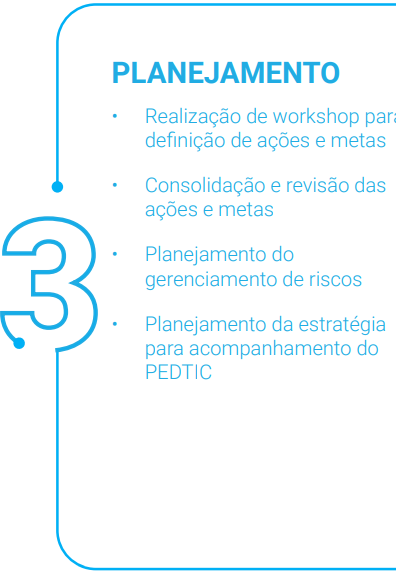 PLANEJAMENTO
• Realização de workshop para
definição de ações e metas
• Consolidação e revisão das
ações e metas
3
• Planejamento do
gerenciamento de riscos
• Planejamento da estratégia
para acompanhamento do
PEDTIC